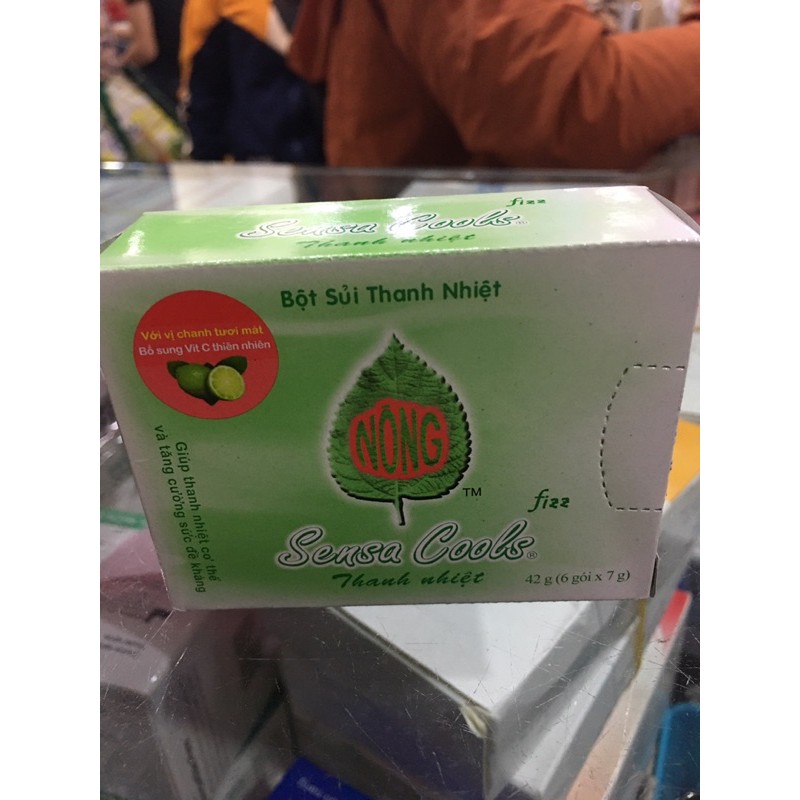 fizz
Sensa Cools®
Thanh nhiệt
Bột Sủi Thanh Nhiệt
Với vị chanh tươi mát
Bổ sung Vit C thiên nhiên
NÓNG
TM
Giúp thanh nhiệt cơ thể
và tăng cường sức đề kháng
fizz
Sensa Cools®
Thanh nhiệt
42 g (6 gói x 7 g)